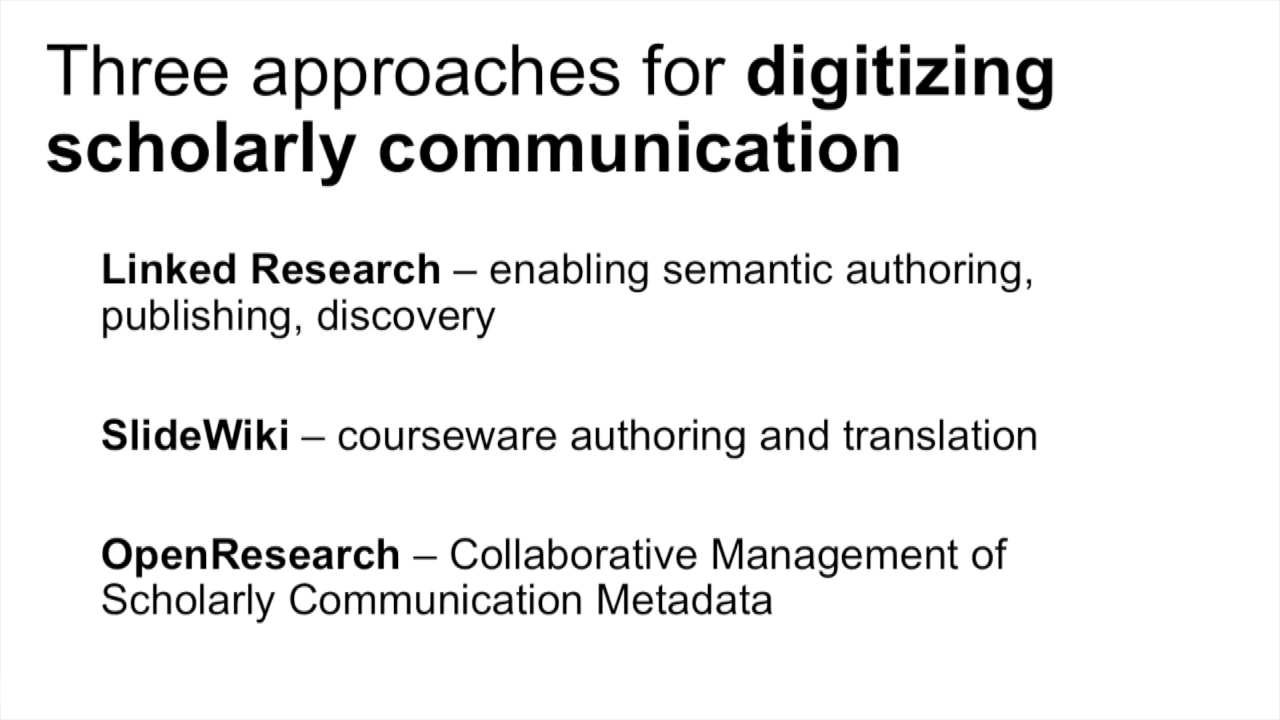 Three approaches for digitizing
scholarly communication
Linked Research – enabling semantic authoring,
publishing, discovery
SlideWiki – courseware authoring and translation
OpenResearch – Collaborative Management of
Scholarly Communication Metadata